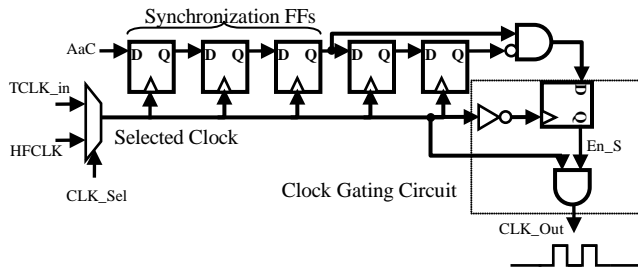 Synchronization FFs
AaC
D Q
D Q
D Q
D Q
D Q
TCLK_in
HFCLK
Selected Clock
CLK_Sel
D Q
En_S
Clock Gating Circuit
CLK_Out